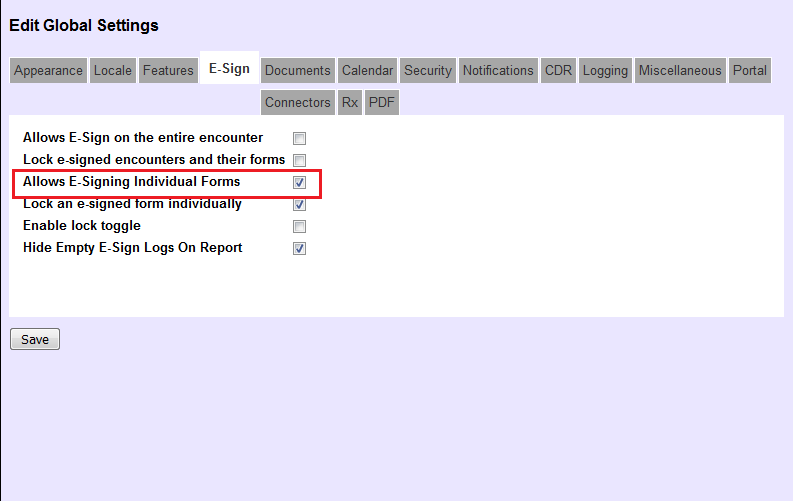 Edit Global Settings
Appearance Locale Features E-Sign Documents Calendar Security Notifications CDR Logging Miscellaneous Portal
Connectors Rx PDF
Allows E-Sign on the entire encounter
Lock e-signed encounters and their forms
Allows E-Signing Individual Forms
Lock an e-signed form individually
Enable lock toggle
Hide Empty E-Sign Logs On Report
Save